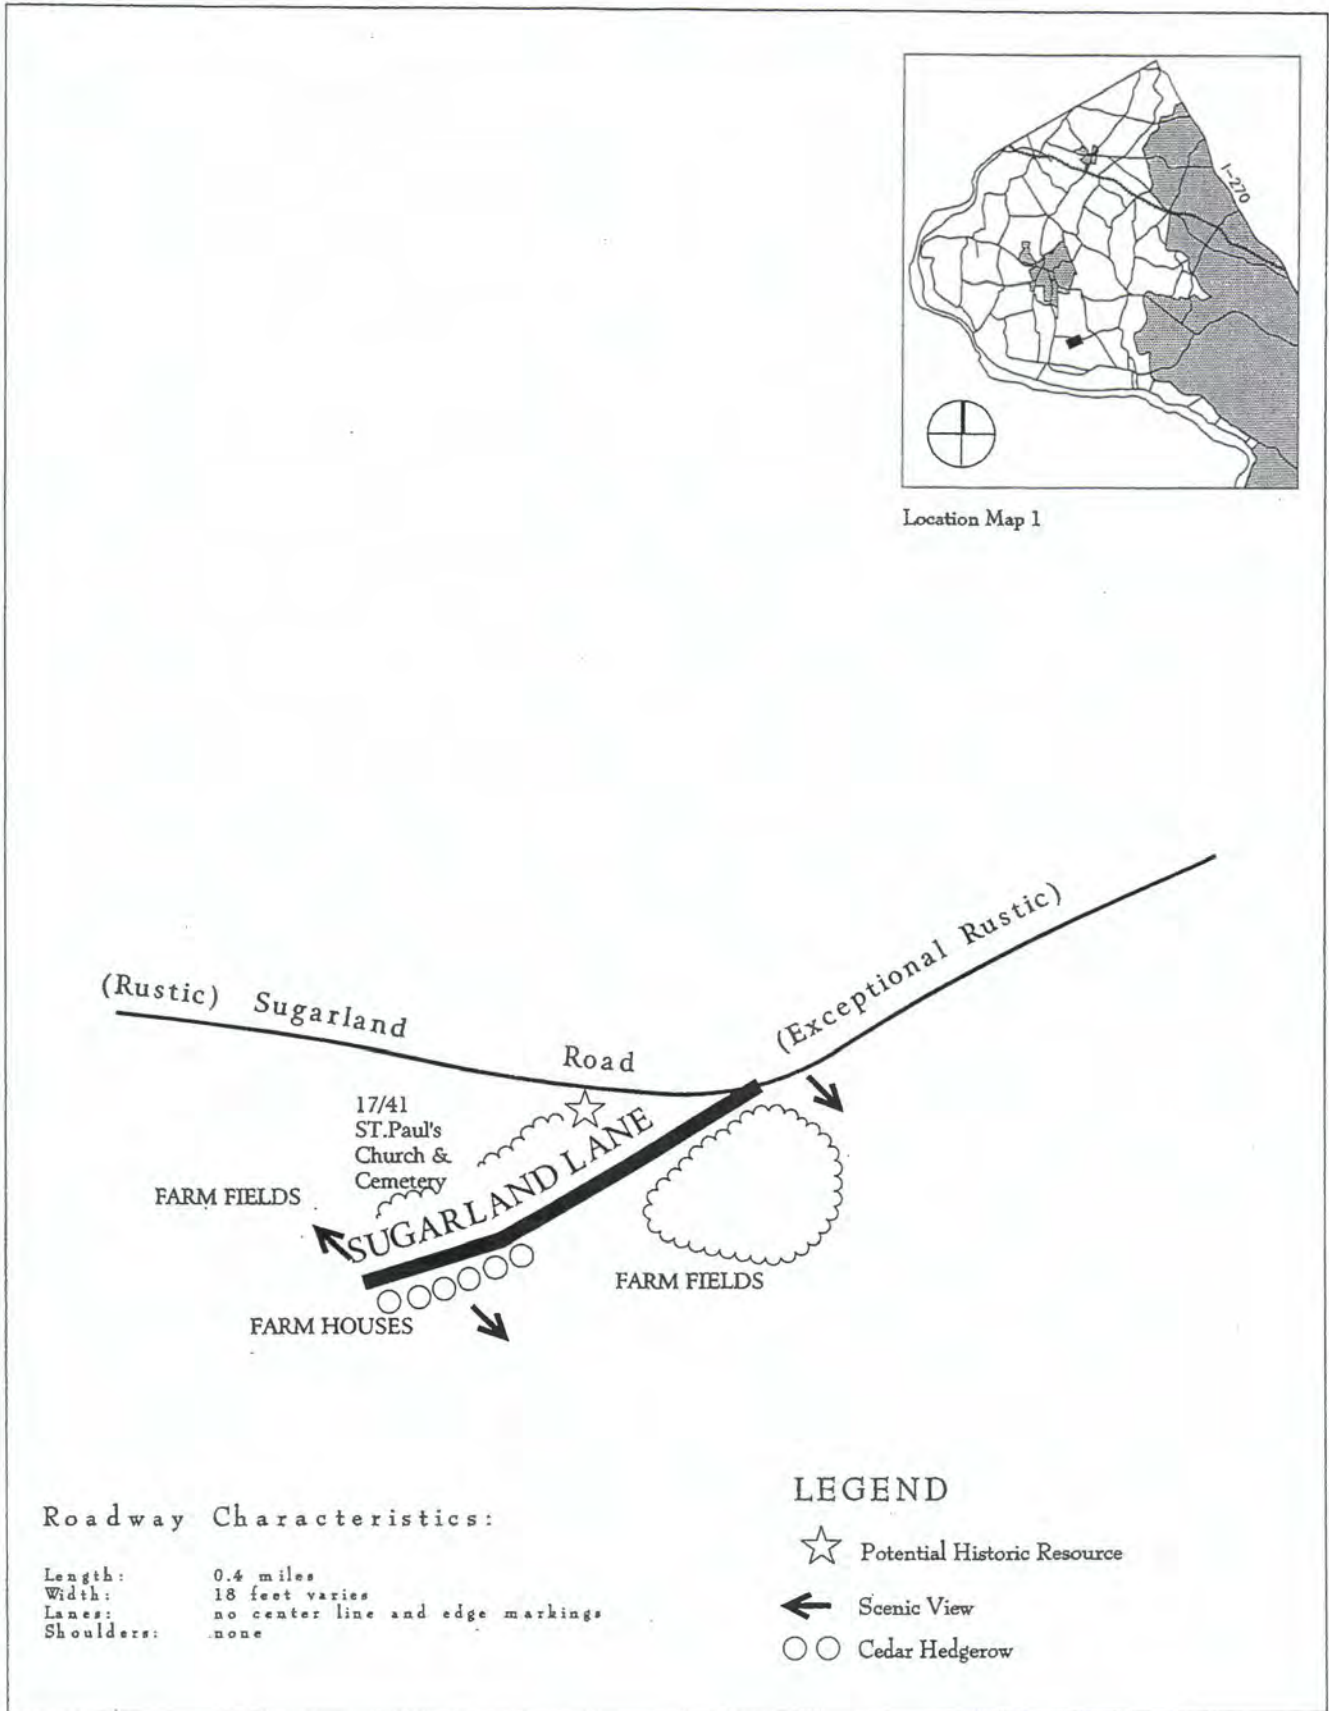 I-270
Location Map 1
(Rustic) Sugarland Road (Exceptional Rustic)
17/41
ST.Paul's
Church &
Cemetery
SUGARLAND LANE
FARM FIELDS
FARM FIELDS
FARM HOUSES
Roadway Characteristics:
Length: 0.4 miles
Width: 18 feet varies
Lanes: no center line and edge markings
Shoulders: none
LEGEND
Potential Historic Resource
Scenic View
Cedar Hedgerow